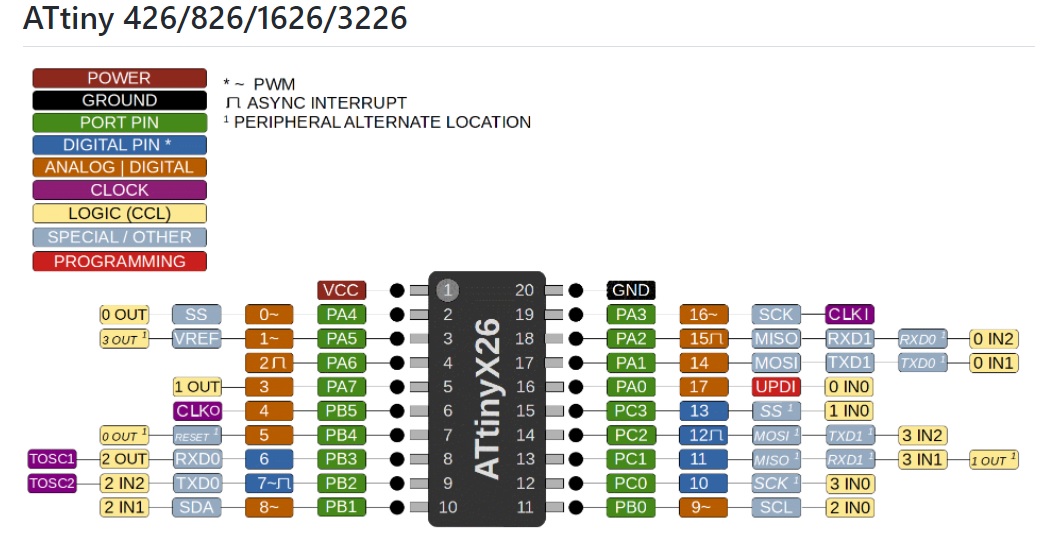 ATtiny 426/826/1626/3226
POWER
GROUND
PORT PIN
DIGITAL PIN *
ANALOG | DIGITAL
CLOCK
LOGIC (CCL)
SPECIAL / OTHER
PROGRAMMING
* ~ PWM
⎍ ASYNC INTERRUPT
¹ PERIPHERAL ALTERNATE LOCATION
VCC 1 20 GND
0 OUT SS 0~ PA4 2 19 PA3 16~ SCK CLKI
3 OUT ¹ VREF 1~ PA5 3 18 PA2 15⎍ MISO RXD1 RXD0 ¹ 0 IN2
2⎍ PA6 4 17 PA1 14 MOSI TXD1 TXD0 ¹ 0 IN1
1 OUT 3 PA7 5 16 PA0 17 UPDI 0 IN0
CLKO 4 PB5 6 15 PC3 13 SS ¹ 1 IN0
0 OUT ¹ RESET ¹ 5 PB4 7 14 PC2 12⎍ MOSI ¹ TXD1 ¹ 3 IN2
TOSC1 2 OUT RXD0 6 PB3 8 13 PC1 11 MISO ¹ RXD1 ¹ 3 IN1 1 OUT ¹
TOSC2 2 IN2 TXD0 7~⎍ PB2 9 12 PC0 10 SCK ¹ 3 IN0
2 IN1 SDA 8~ PB1 10 11 PB0 9~ SCL 2 IN0
ATtinyX26